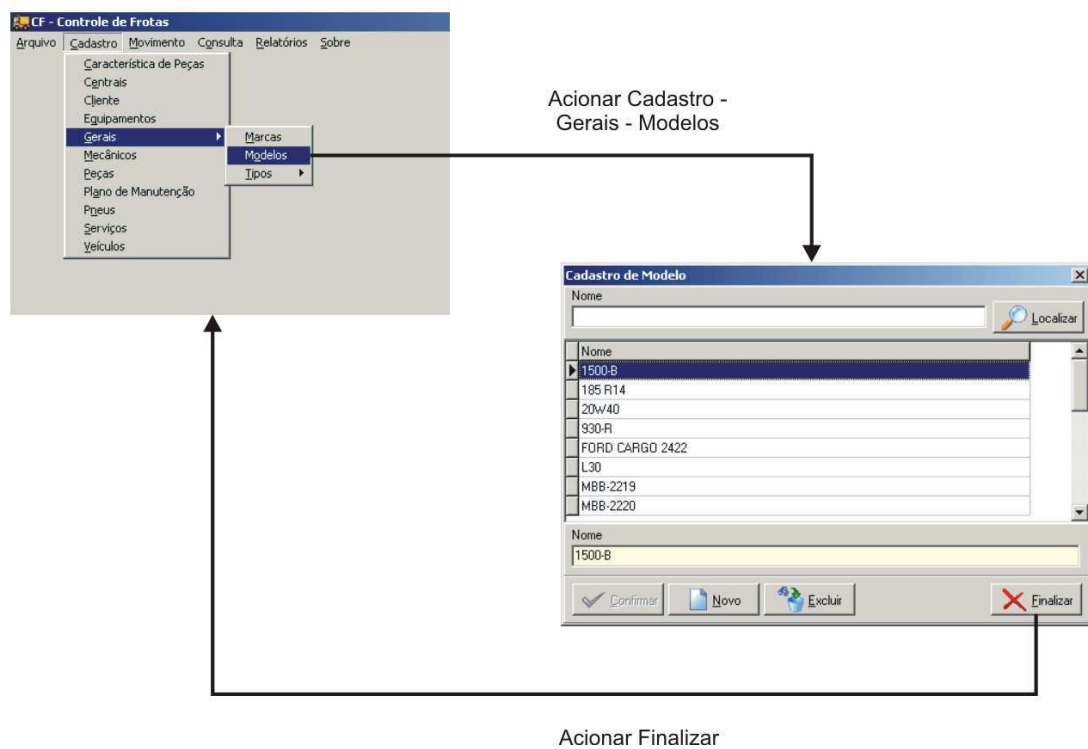 CF - Controle de Frotas
Arquivo Cadastro Movimento Consulta Relatórios Sobre
Característica de Peças
Centrais
Cliente
Equipamentos
Gerais
Mecânicos
Peças
Plano de Manutenção
Pneus
Serviços
Veículos
Marcas
Modelos
Tipos
Acionar Cadastro -
Gerais - Modelos
Cadastro de Modelo
Nome
Localizar
Nome
1500-B
185 R14
20W40
930-R
FORD CARGO 2422
L30
MBB-2219
MBB-2220
Nome
1500-B
Confirmar Novo Excluir Finalizar
Acionar Finalizar